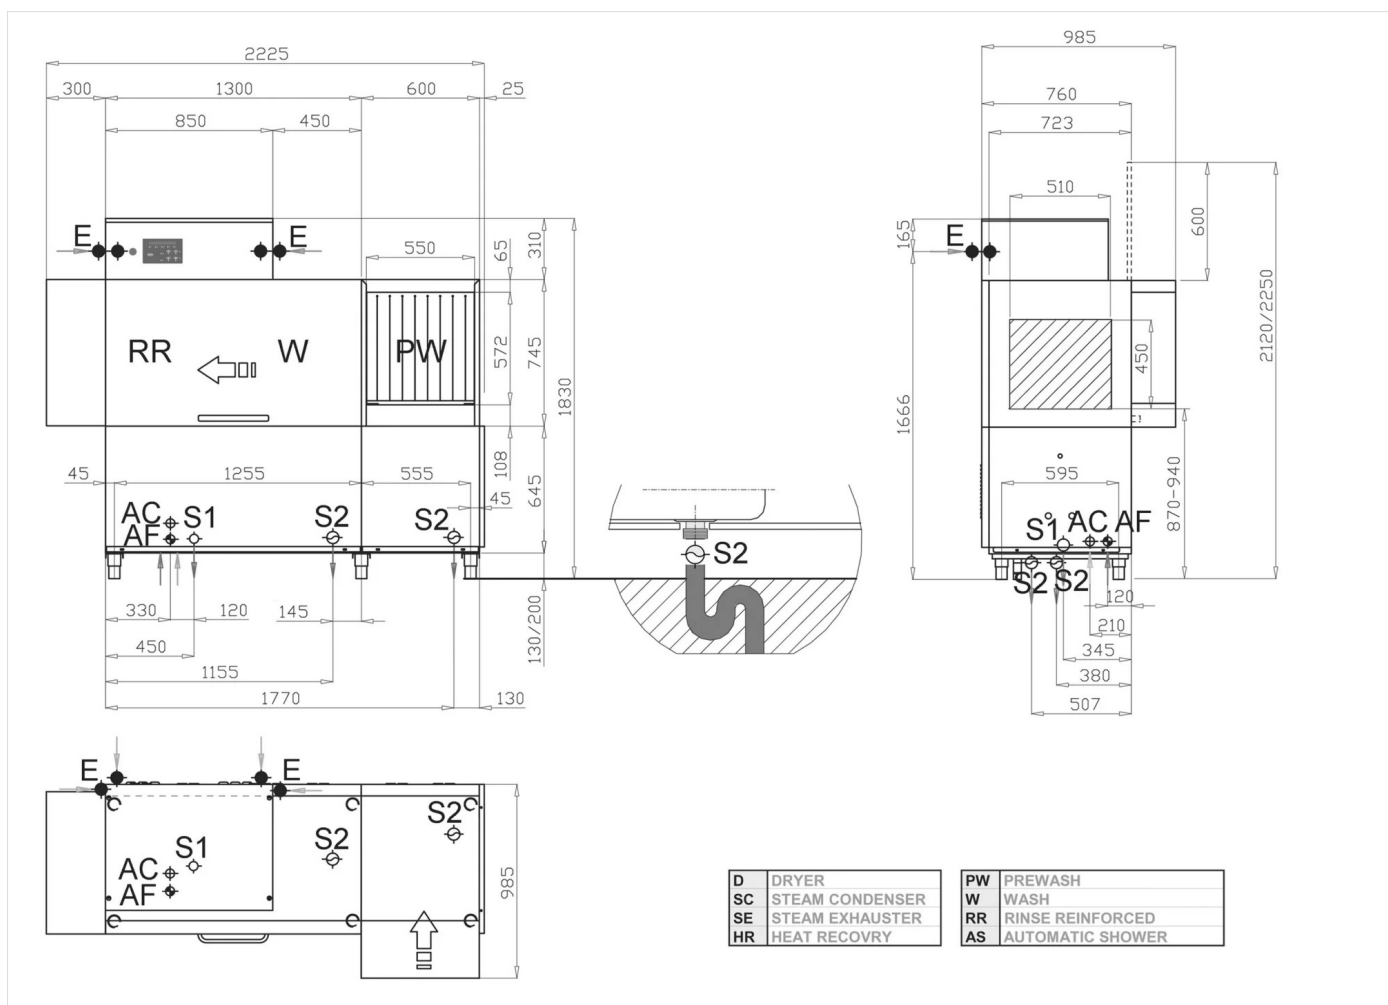 2225
985
300 1300 600 25
760
850 450
723
510
600
165
E E
310
65
550
E
2120/2250
RR W PW
572
745
1830
450
1666
C!
108
45 1255 555
645
45
595
870-940
AC S1 S2 S2
AF
S2
S1 AC AF
S2 S2
330 120 145
130/200
120
450
210
1155
345
1770 130
380
507
E E
S2
S2
AC S1
AF
985
D DRYER
SC STEAM CONDENSER
SE STEAM EXHAUSTER
HR HEAT RECOVRY
PW PREWASH
W WASH
RR RINSE REINFORCED
AS AUTOMATIC SHOWER